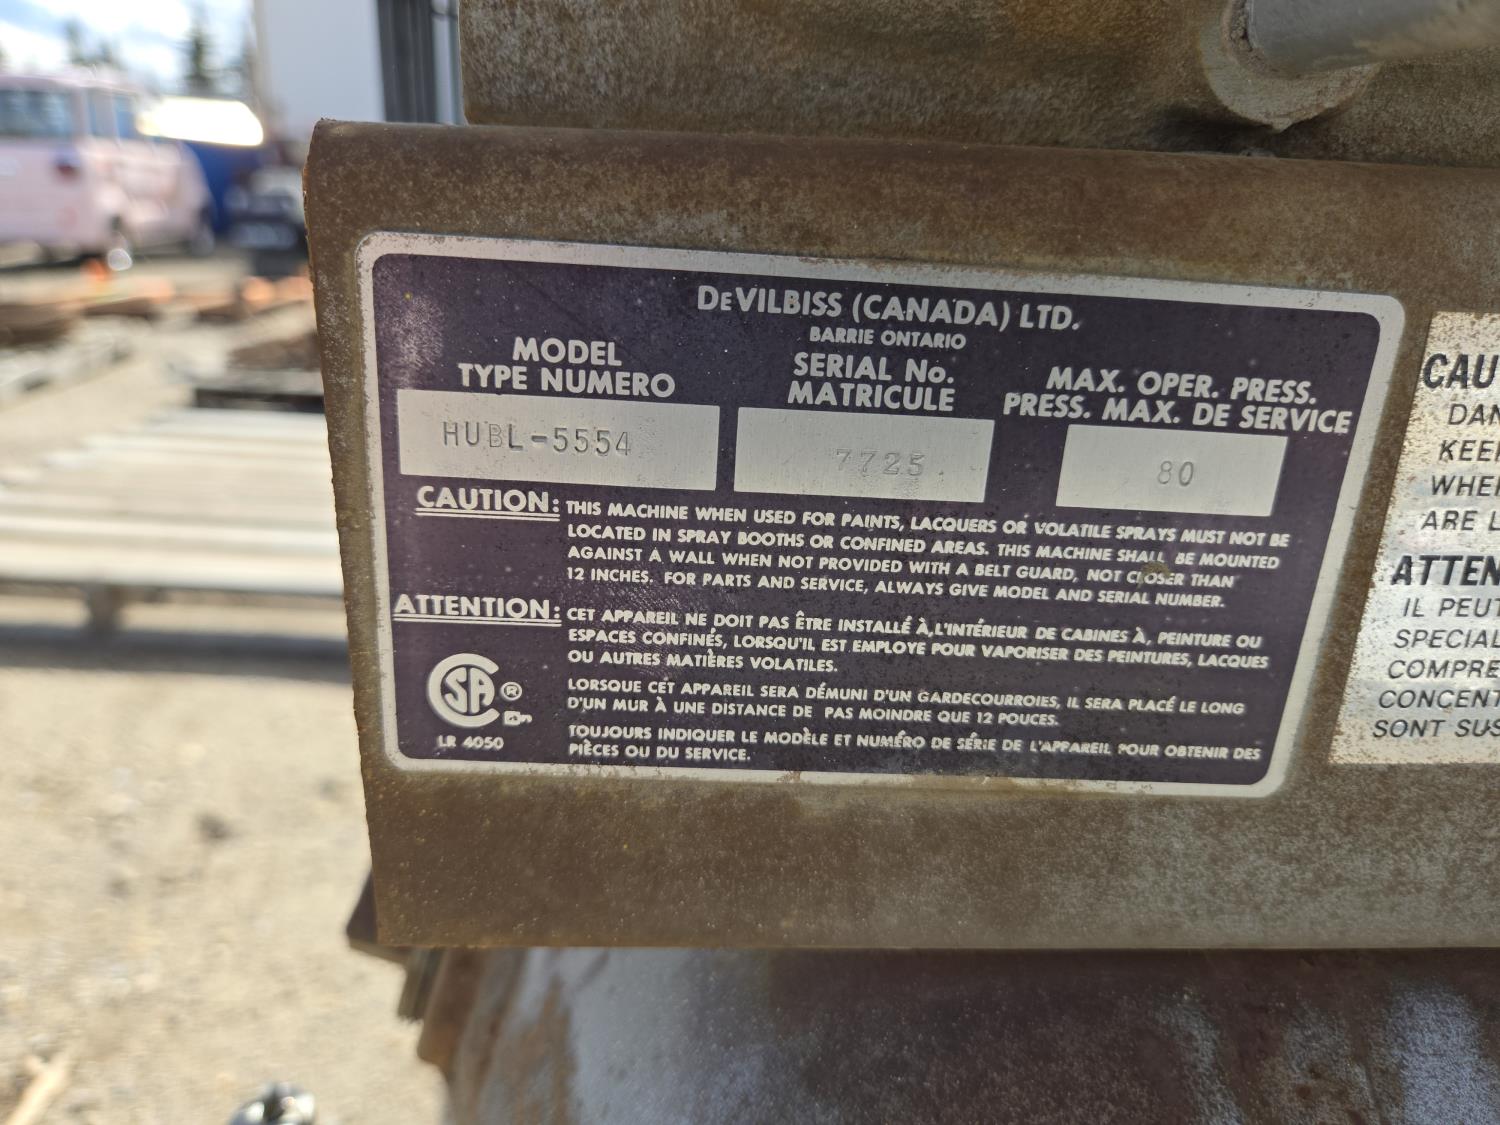 DEVILBISS (CANADA) LTD.
BARRIE ONTARIO
MODEL
TYPE NUMERO
SERIAL No.
MATRICULE
MAX. OPER. PRESS.
PRESS. MAX. DE SERVICE
HUBL-5554
7725
80
CAUTION: THIS MACHINE WHEN USED FOR PAINTS, LACQUERS OR VOLATILE SPRAYS MUST NOT BE
LOCATED IN SPRAY BOOTHS OR CONFINED AREAS. THIS MACHINE SHALL BE MOUNTED
AGAINST A WALL WHEN NOT PROVIDED WITH A BELT GUARD, NOT CLOSER THAN
12 INCHES. FOR PARTS AND SERVICE, ALWAYS GIVE MODEL AND SERIAL NUMBER.
ATTENTION: CET APPAREIL NE DOIT PAS ÊTRE INSTALLÉ À, L'INTÉRIEUR DE CABINES À, PEINTURE OU
ESPACES CONFINÉS, LORSQU'IL EST EMPLOYE POUR VAPORISER DES PEINTURES, LACQUES
OU AUTRES MATIÈRES VOLATILES.
LORSQUE CET APPAREIL SERA DÉMUNI D'UN GARDECOURROIES, IL SERA PLACÉ LE LONG
D'UN MUR À UNE DISTANCE DE PAS MOINDRE QUE 12 POUCES.
TOUJOURS INDIQUER LE MODÈLE ET NUMÉRO DE SÉRIE DE L'APPAREIL POUR OBTENIR DES
PIÈCES OU DU SERVICE.
CSA ®
LR 4050
CAU
DAN
KEE
WHE
ARE L
ATTEN
IL PEUT
SPECIAL
COMPRE
CONCENT
SONT SUS